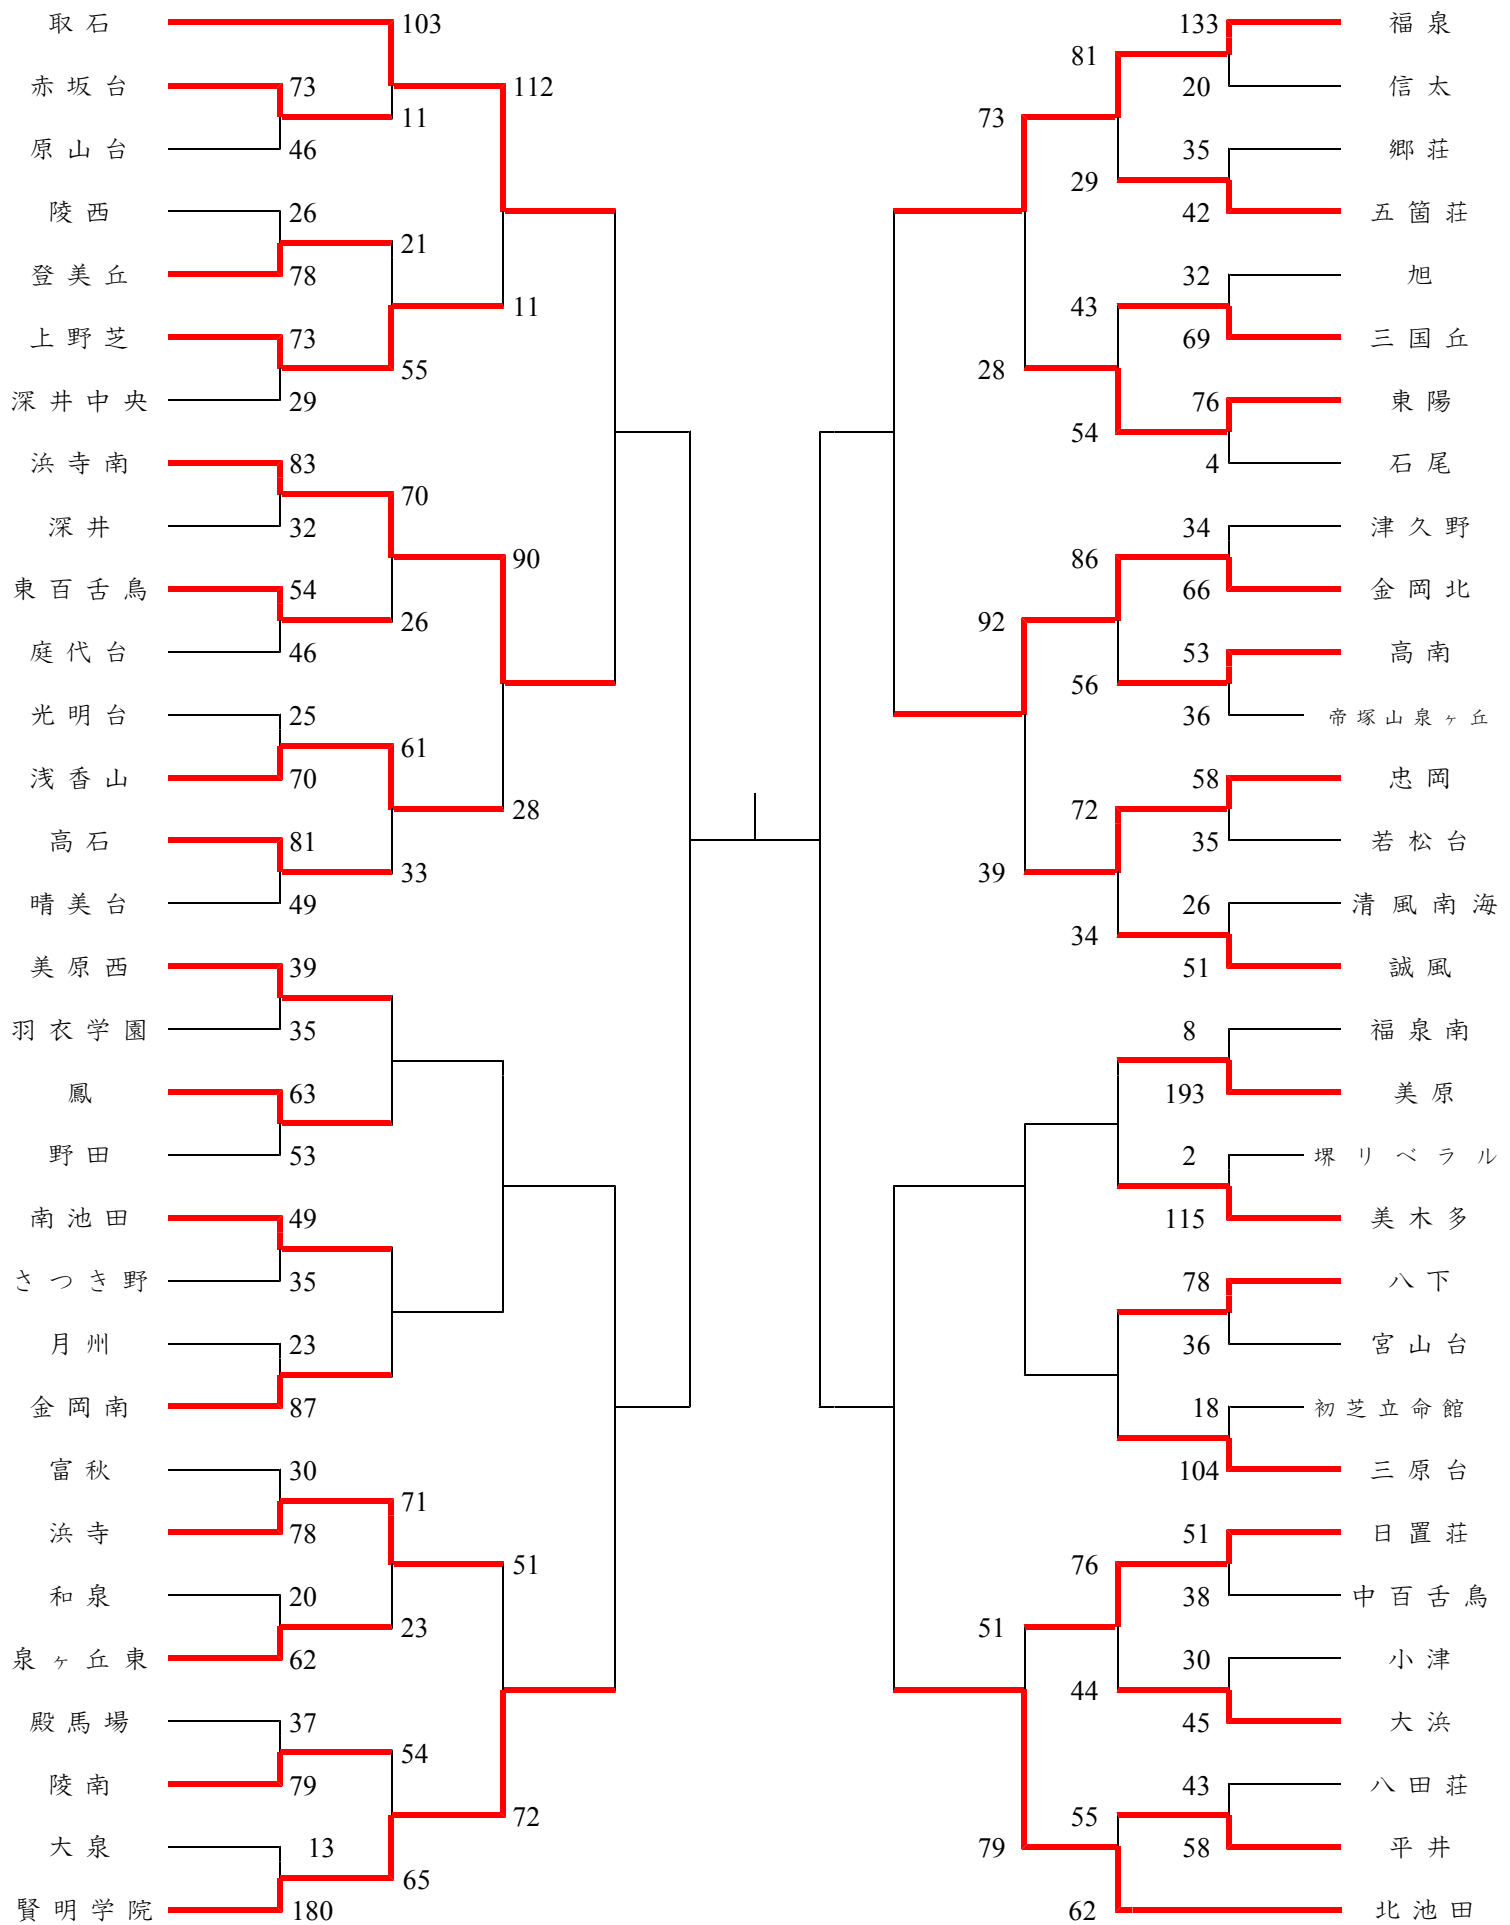 取石 103 133 福泉
81
赤坂台 73 112 20 信太
11 73
原山台 46 35 郷荘
29
陵西 26 42 五箇荘
21
登美丘 78 32 旭
11 43
上野芝 73 69 三国丘
55 28
深井中央 29 76 東陽
54
浜寺南 83 4 石尾
70
深井 32 34 津久野
90 86
東百舌鳥 54 66 金岡北
26 92
庭代台 46 53 高南
56
光明台 25 36 帝塚山泉ヶ丘
61
浅香山 70 58 忠岡
28 72
高石 81 35 若松台
33 39
晴美台 49 26 清風南海
34
美原西 39 51 誠風
羽衣学園 35 8 福泉南
鳳 63 193 美原
野田 53 2 堺リベラル
南池田 49 115 美木多
さつき野 35 78 八下
月州 23 36 宮山台
金岡南 87 18 初芝立命館
富秋 30 104 三原台
71
浜寺 78 51 日置荘
51 76
和泉 20 38 中百舌鳥
23 51
泉ヶ丘東 62 30 小津
44
殿馬場 37 45 大浜
54
陵南 79 43 八田荘
72 55
大泉 13 79 58 平井
65
賢明学院 180 62 北池田